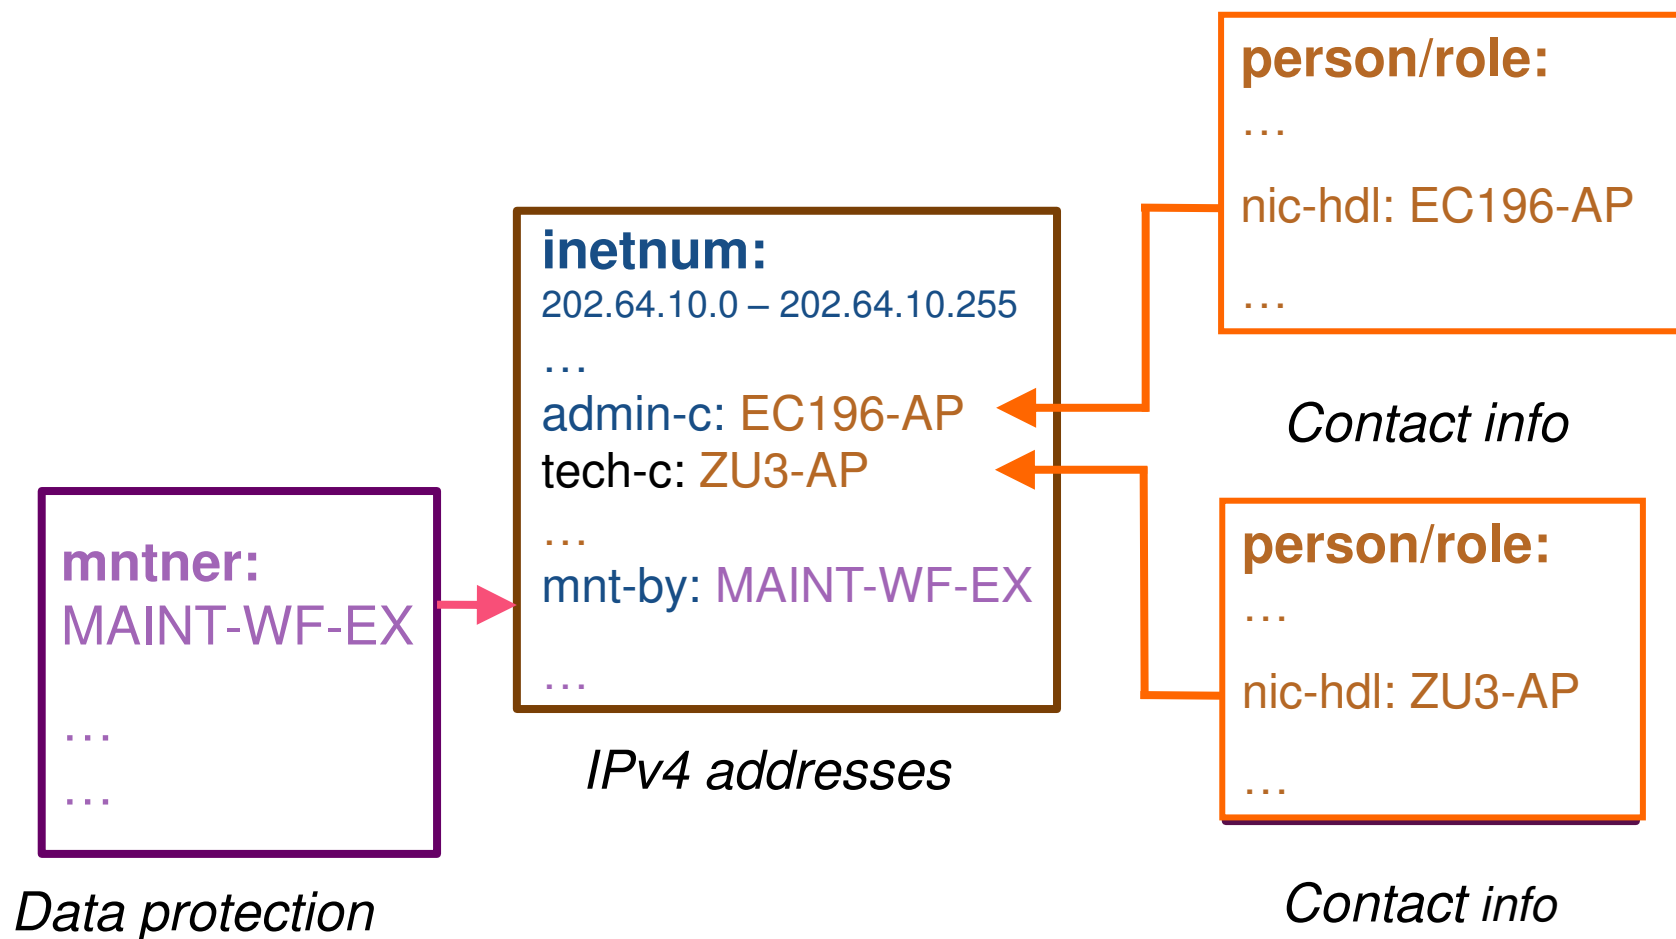 mntner:
MAINT-WF-EX
…
…
Data protection
inetnum:
202.64.10.0 – 202.64.10.255
…
admin-c: EC196-AP
tech-c: ZU3-AP
…
mnt-by: MAINT-WF-EX
…
IPv4 addresses
person/role:
…
nic-hdl: EC196-AP
…
Contact info
person/role:
…
nic-hdl: ZU3-AP
…
Contact info